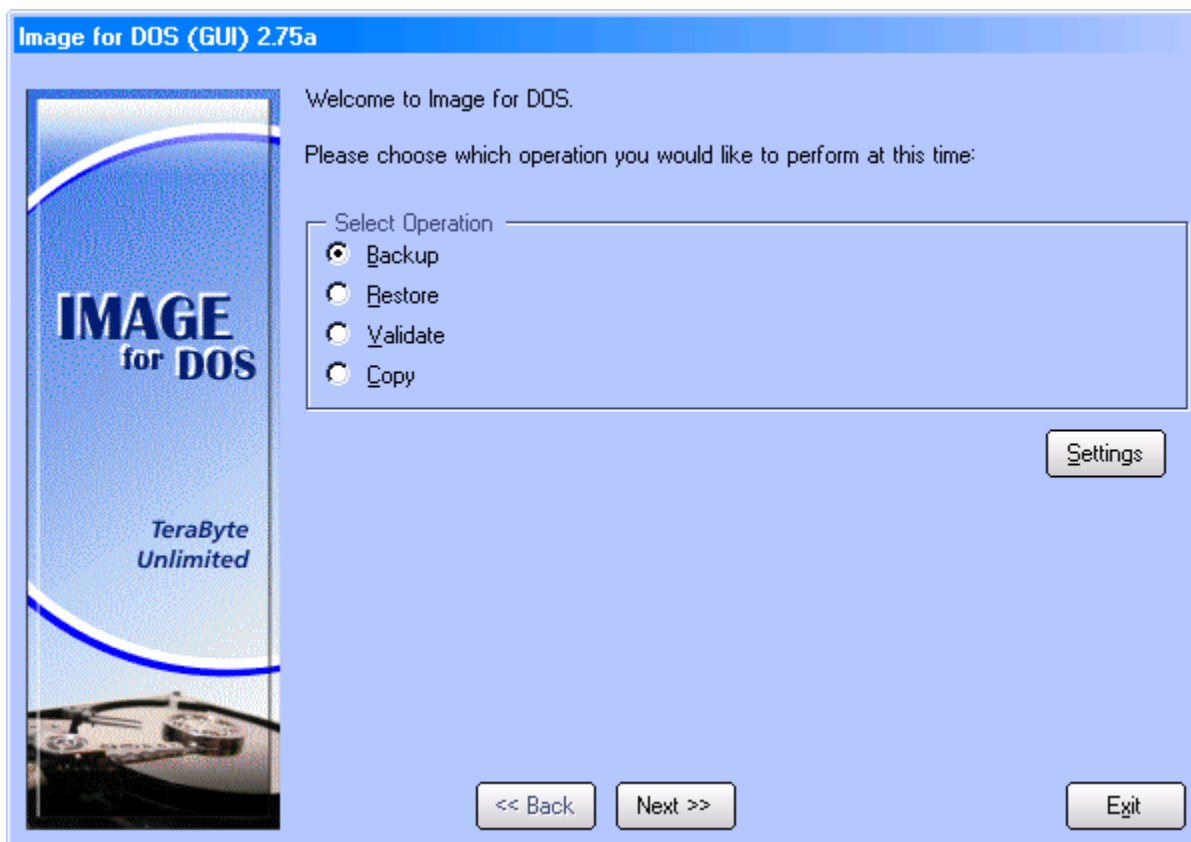 Image for DOS (GUI) 2.75a
Welcome to Image for DOS.
Please choose which operation you would like to perform at this time:
Select Operation
Backup
Restore
Validate
Copy
IMAGE
for DOS
Settings
TeraByte
Unlimited
<< Back
Next >>
Exit